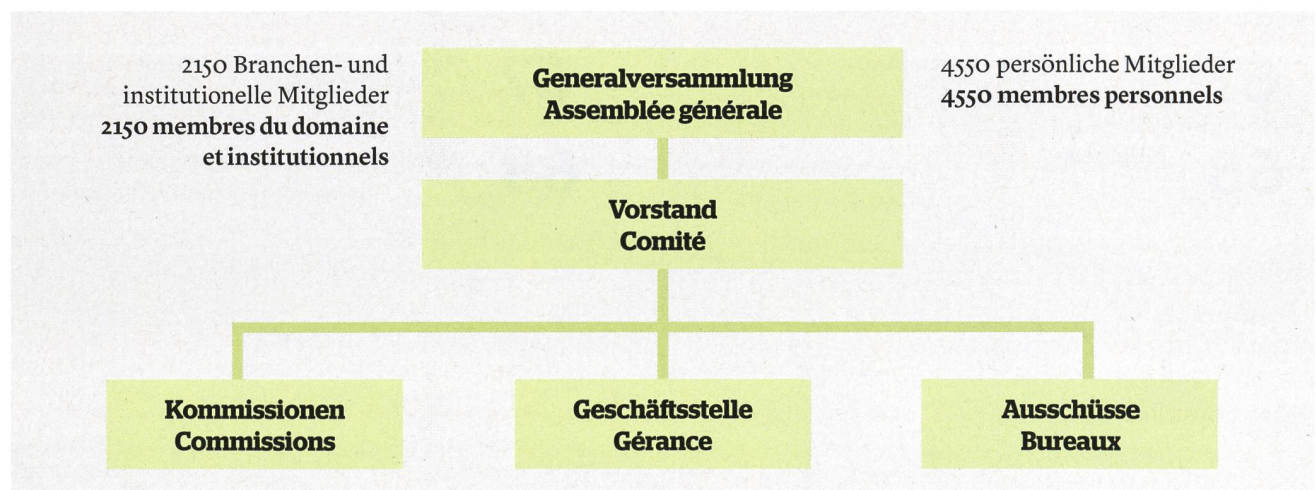 2150 Branchen- und
institutionelle Mitglieder
2150 membres du domaine
et institutionnels
Generalversammlung
Assemblée générale
4550 persönliche Mitglieder
4550 membres personnels
Vorstand
Comité
Kommissionen
Commissions
Geschäftsstelle
Gérance
Ausschüsse
Bureaux